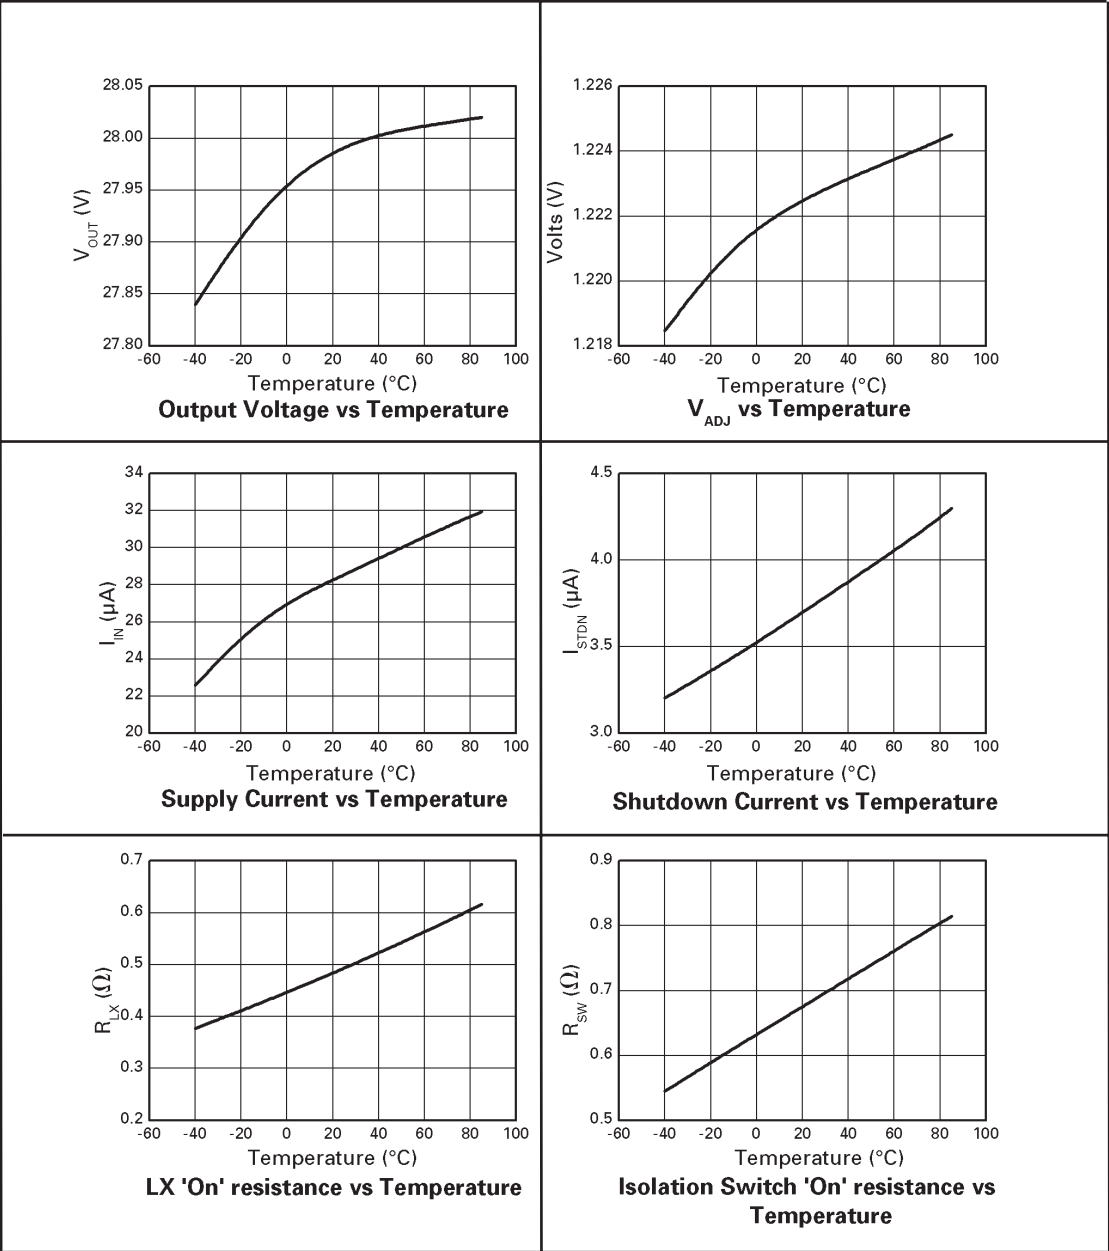 28.05
28.00
27.95
27.90
27.85
27.80
V_OUT (V)
-60 -40 -20 0 20 40 60 80 100
Temperature (°C)
Output Voltage vs Temperature
1.226
1.224
1.222
1.220
1.218
Volts (V)
-60 -40 -20 0 20 40 60 80 100
Temperature (°C)
V_ADJ vs Temperature
34
32
30
28
26
24
22
20
I_IN (µA)
-60 -40 -20 0 20 40 60 80 100
Temperature (°C)
Supply Current vs Temperature
4.5
4.0
3.5
3.0
I_STDN (µA)
-60 -40 -20 0 20 40 60 80 100
Temperature (°C)
Shutdown Current vs Temperature
0.7
0.6
0.5
0.4
0.3
0.2
R_LX (Ω)
-60 -40 -20 0 20 40 60 80 100
Temperature (°C)
LX 'On' resistance vs Temperature
0.9
0.8
0.7
0.6
0.5
R_SW (Ω)
-60 -40 -20 0 20 40 60 80 100
Temperature (°C)
Isolation Switch 'On' resistance vs
Temperature